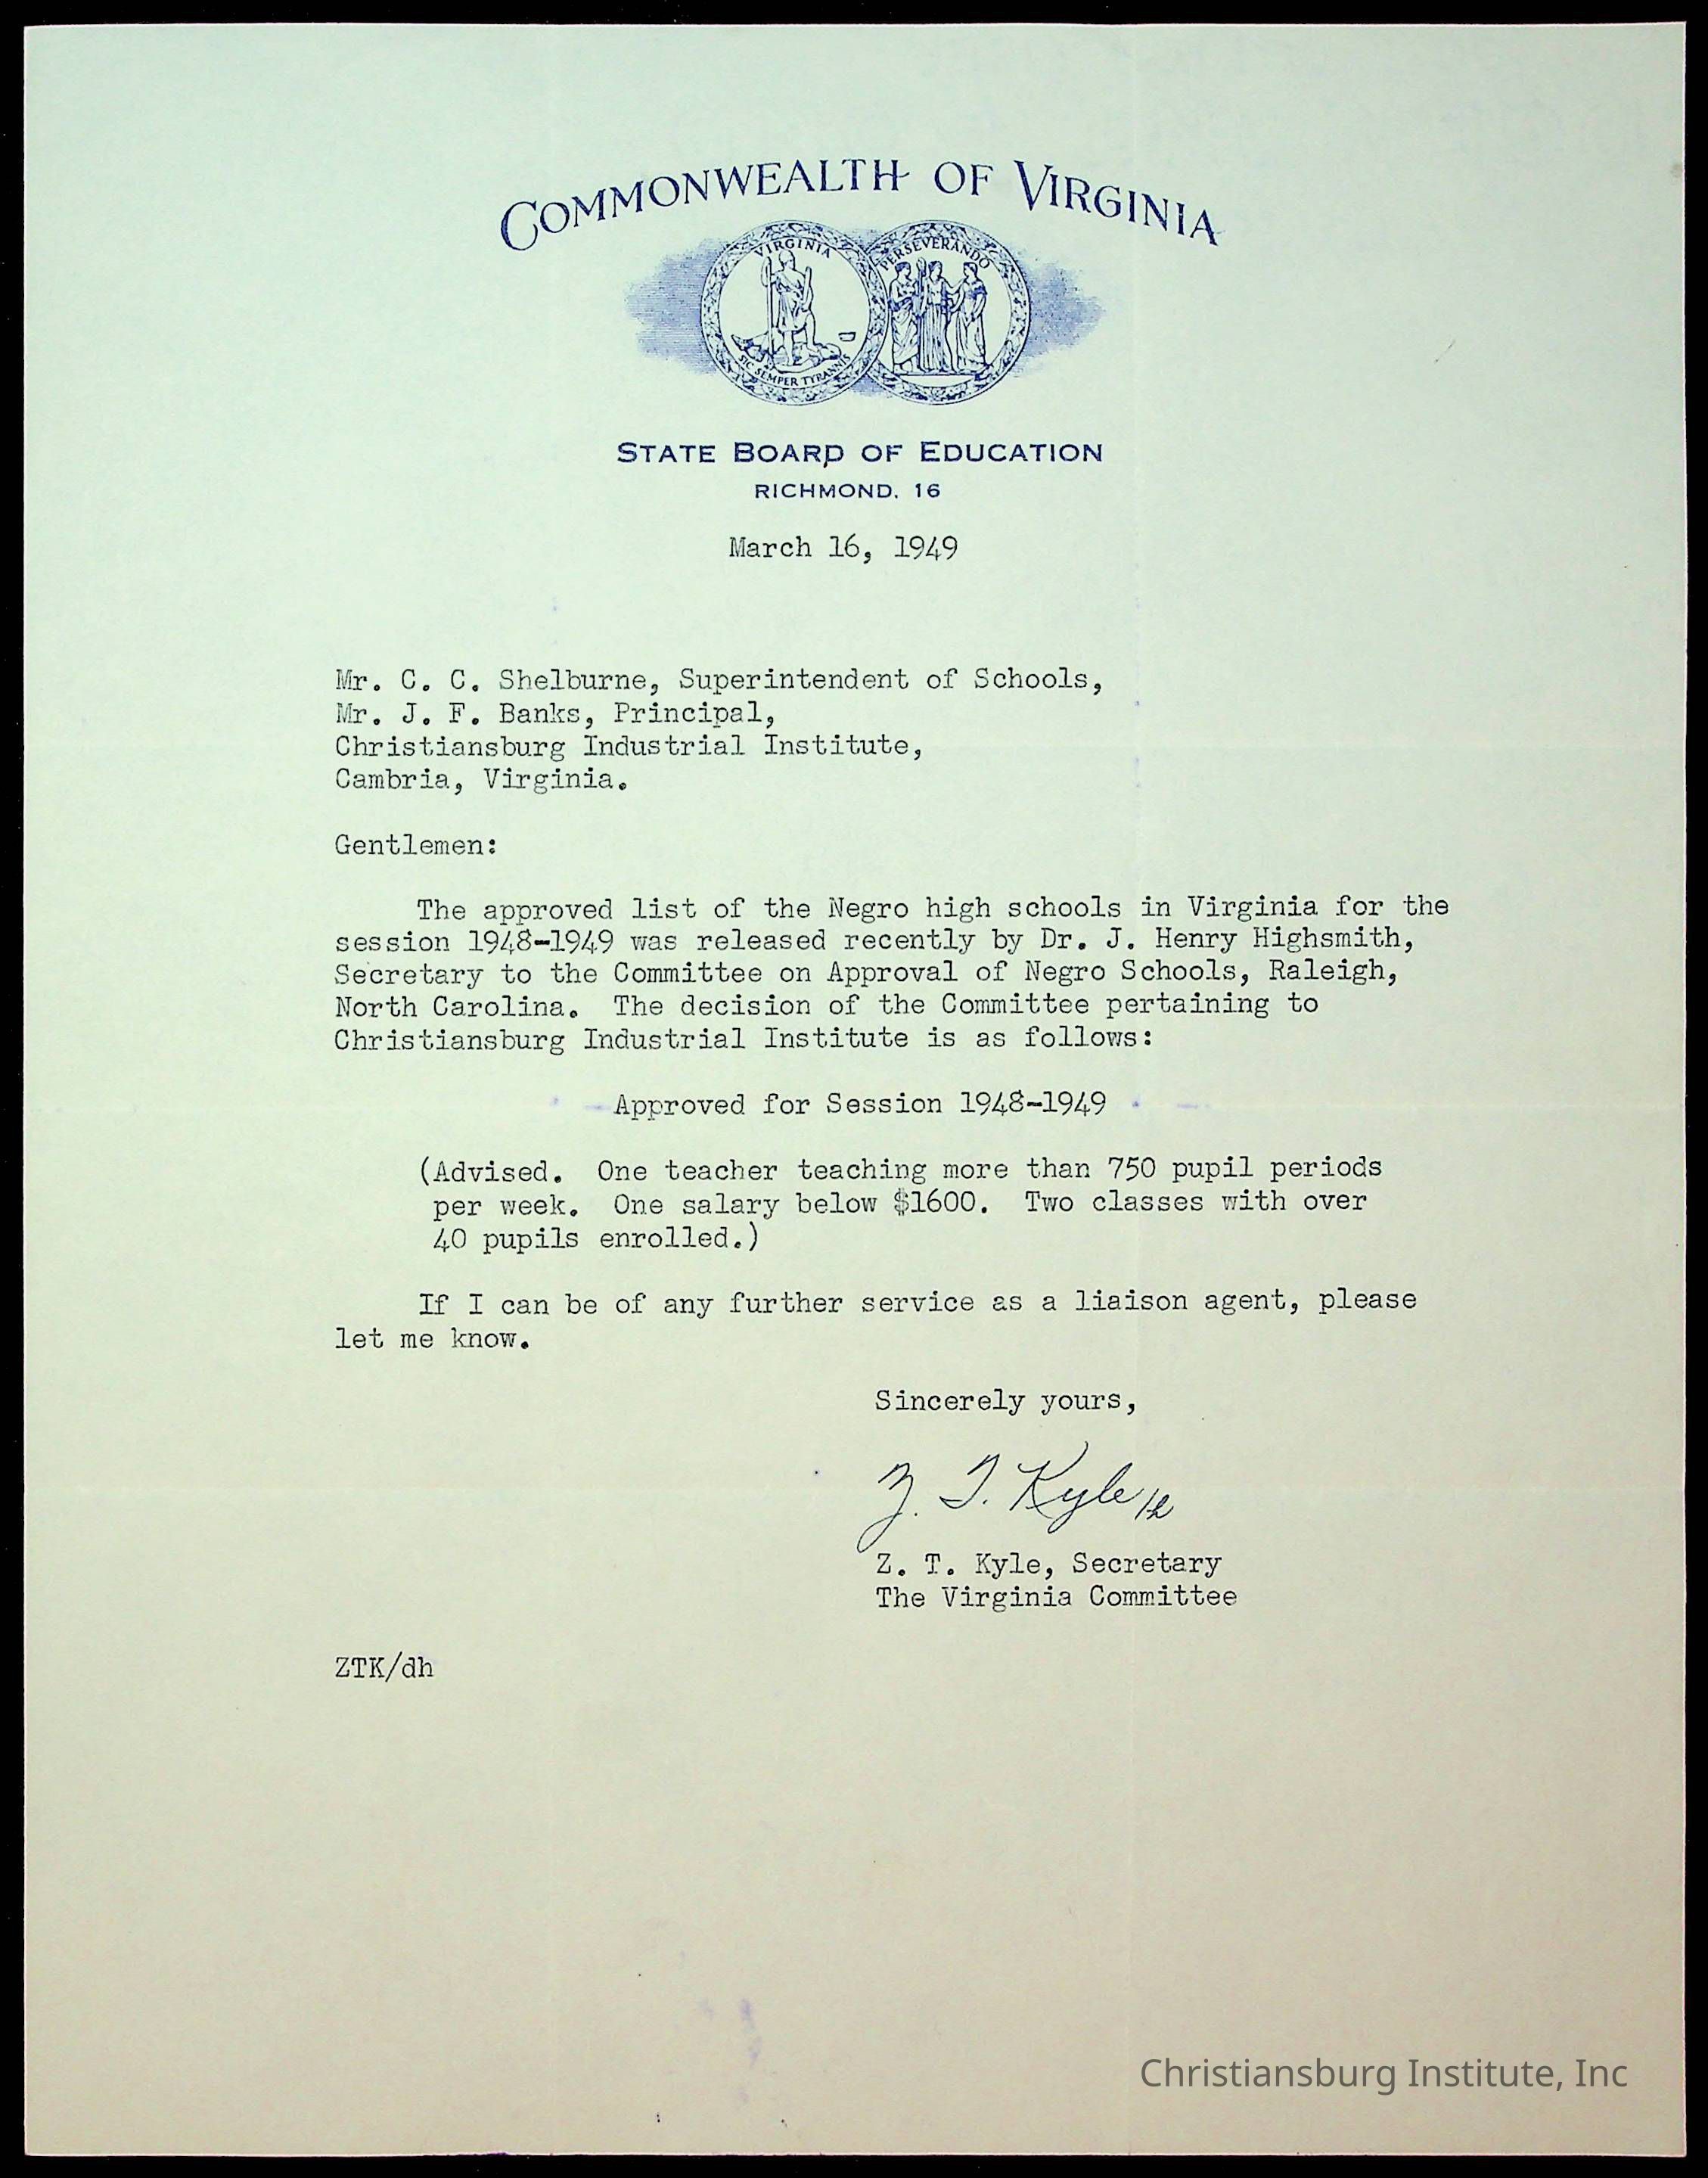 COMMONWEALTH OF VIRGINIA
VIRGINIA
PERSEVERANDO
SIC SEMPER TYRANNIS
STATE BOARD OF EDUCATION
RICHMOND, 16
March 16, 1949
Mr. C. C. Shelburne, Superintendent of Schools,
Mr. J. F. Banks, Principal,
Christiansburg Industrial Institute,
Cambria, Virginia.
Gentlemen:
The approved list of the Negro high schools in Virginia for the
session 1948-1949 was released recently by Dr. J. Henry Highsmith,
Secretary to the Committee on Approval of Negro Schools, Raleigh,
North Carolina. The decision of the Committee pertaining to
Christiansburg Industrial Institute is as follows:
Approved for Session 1948-1949
(Advised. One teacher teaching more than 750 pupil periods
per week. One salary below $1600. Two classes with over
40 pupils enrolled.)
If I can be of any further service as a liaison agent, please
let me know.
Sincerely yours,
Z. T. Kyle
Z. T. Kyle, Secretary
The Virginia Committee
ZTK/dh
Christiansburg Institute, Inc